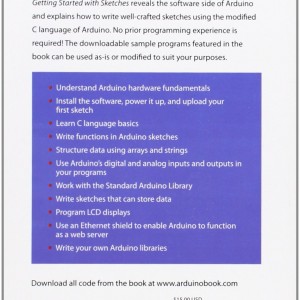 Getting Started with Sketches reveals the software side of Arduino
and explains how to write well-crafted sketches using the modified
C language of Arduino. No prior programming experience is
required! The downloadable sample programs featured in the
book can be used as-is or modified to suit your purposes.
• Understand Arduino hardware fundamentals
• Install the software, power it up, and upload your
first sketch
• Learn C language basics
• Write functions in Arduino sketches
• Structure data using arrays and strings
• Use Arduino's digital and analog inputs and outputs in
your programs
• Work with the Standard Arduino Library
• Write sketches that can store data
• Program LCD displays
• Use an Ethernet shield to enable Arduino to function
as a web server
• Write your own Arduino libraries
Download all code from the book at www.arduinobook.com